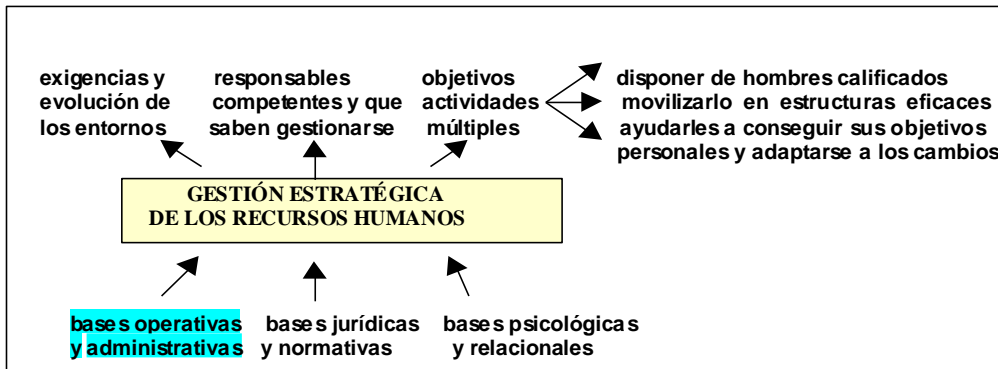 exigencias y
evolución de
los entornos
responsables
competentes y que
saben gestionarse
objetivos
actividades
múltiples
disponer de hombres calificados
movilizarlo en estructuras eficaces
ayudarles a conseguir sus objetivos
personales y adaptarse a los cambios
GESTIÓN ESTRATÉGICA
DE LOS RECURSOS HUMANOS
bases operativas
y administrativas
bases jurídicas
y normativas
bases psicológicas
y relacionales